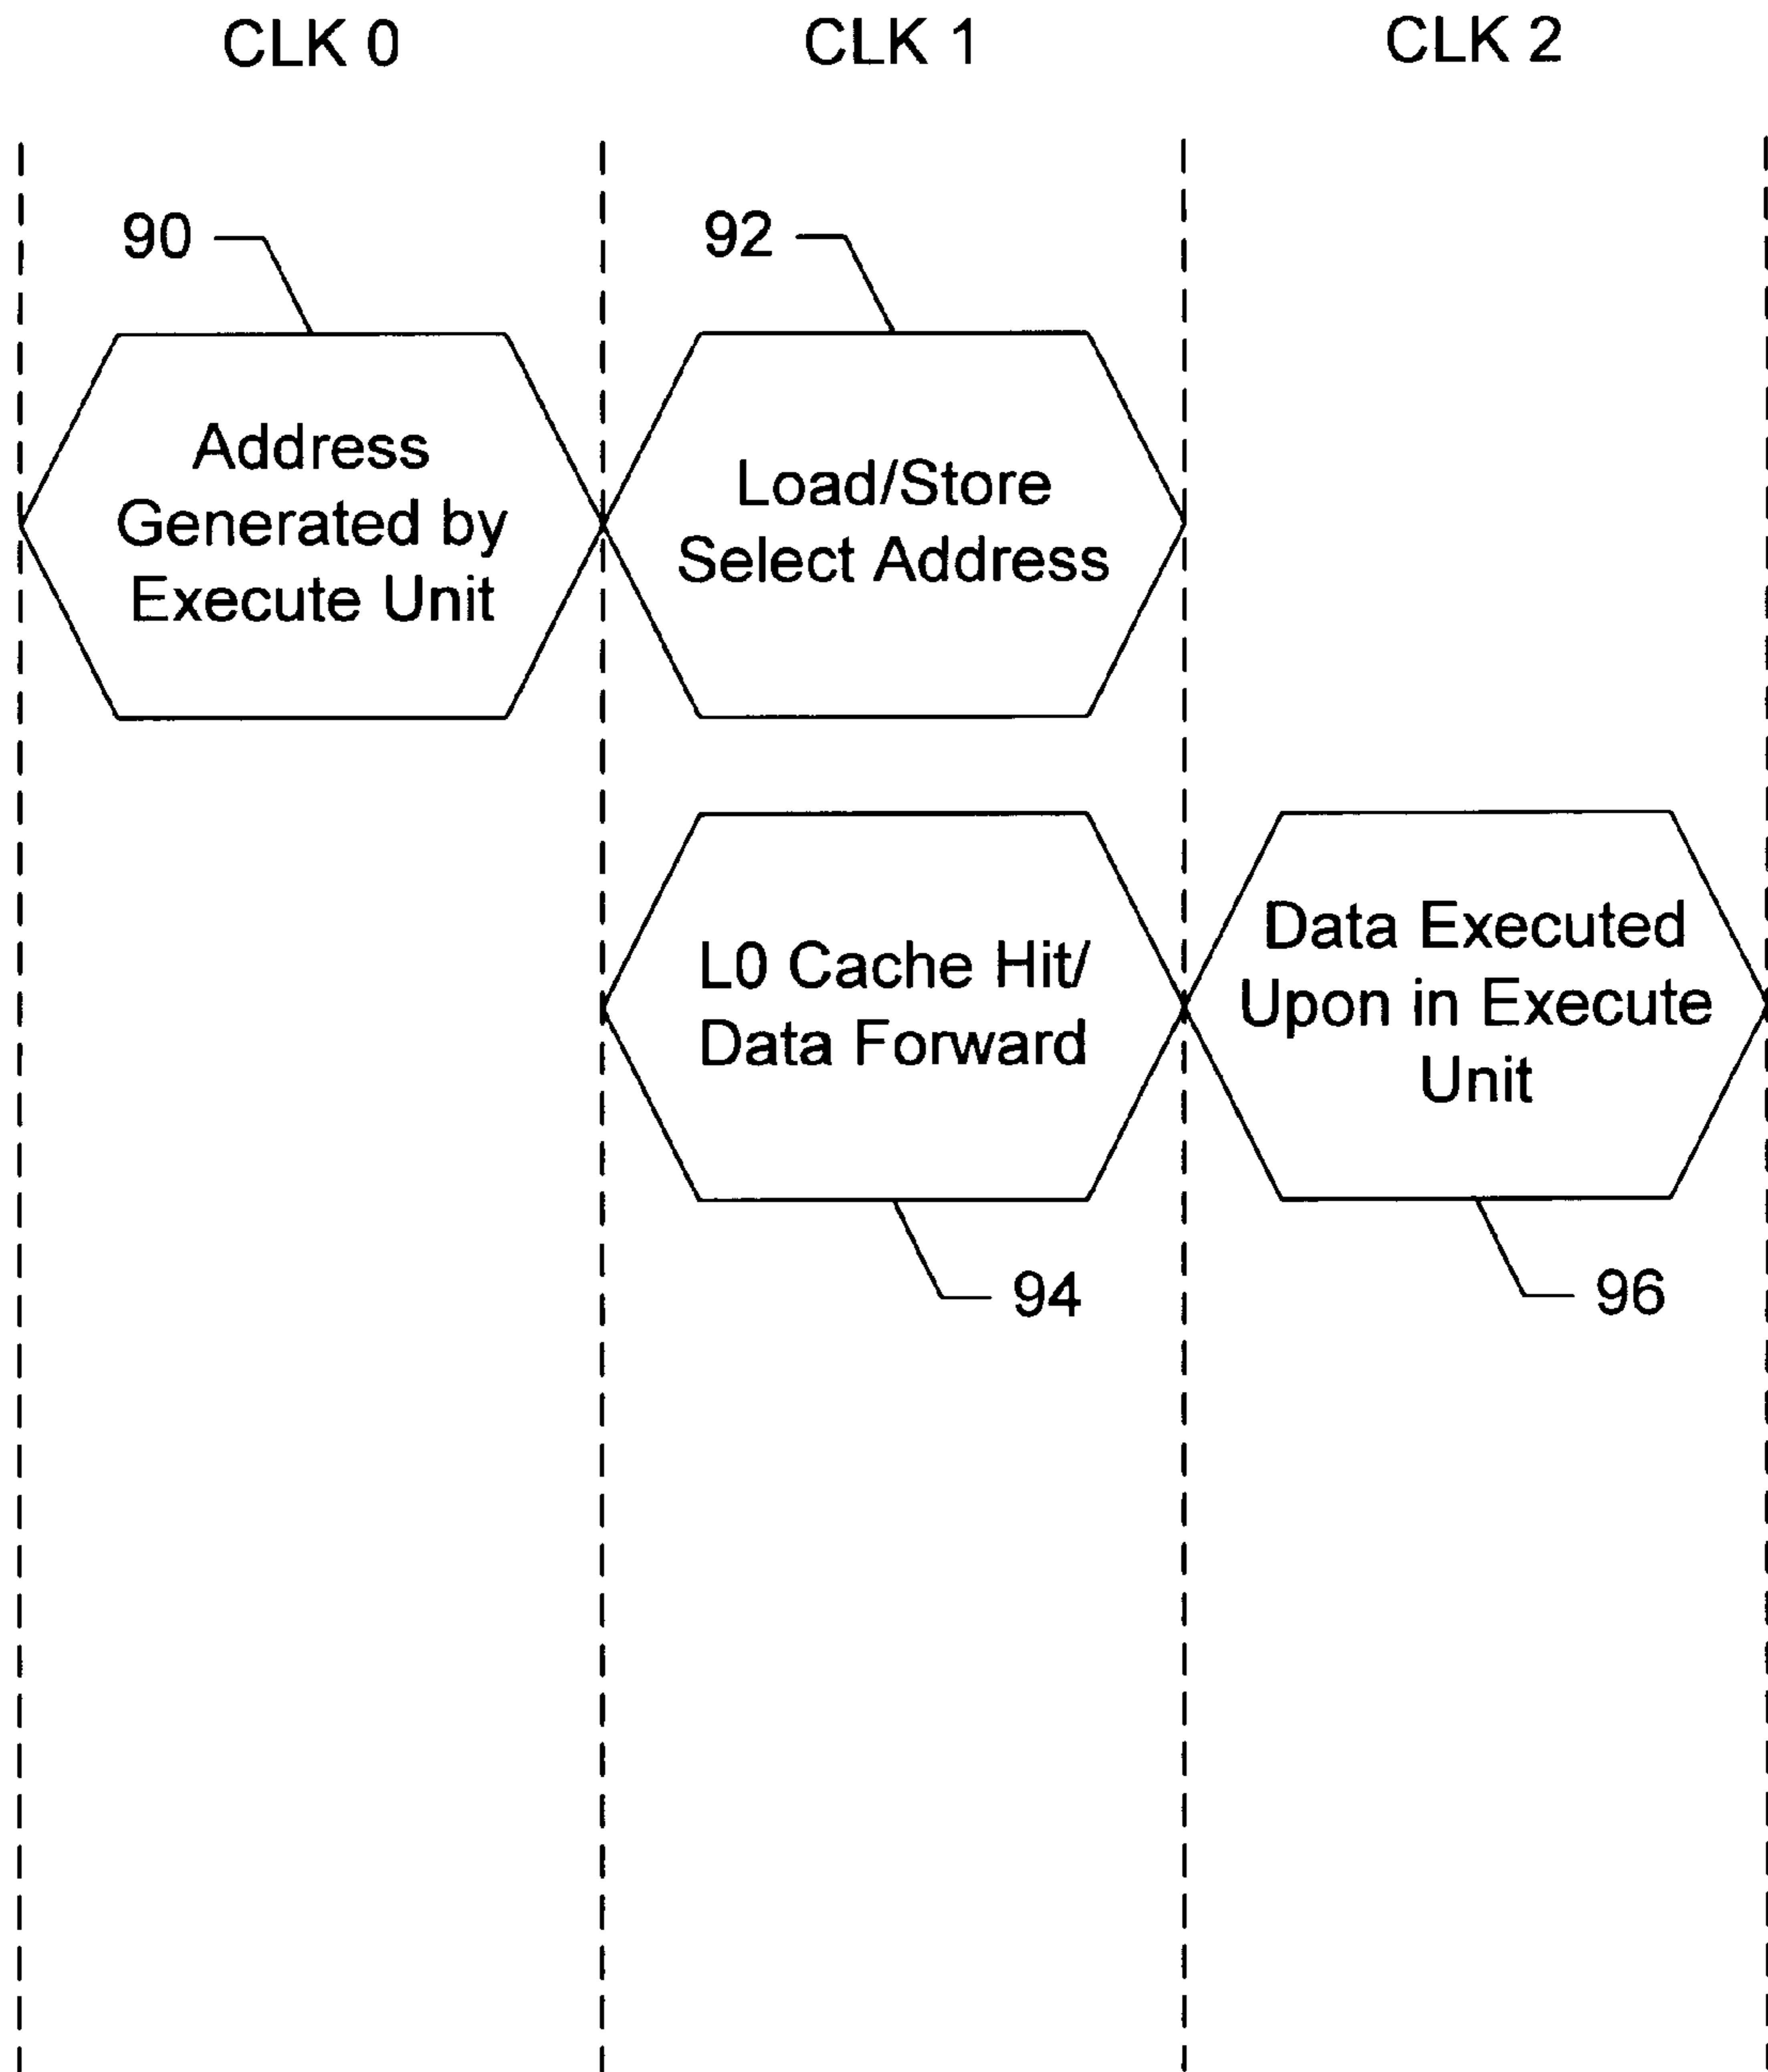 CLK 0
CLK 1
CLK 2
90
92
Address
Generated by
Execute Unit
Load/Store
Select Address
L0 Cache Hit/
Data Forward
Data Executed
Upon in Execute
Unit
94
96